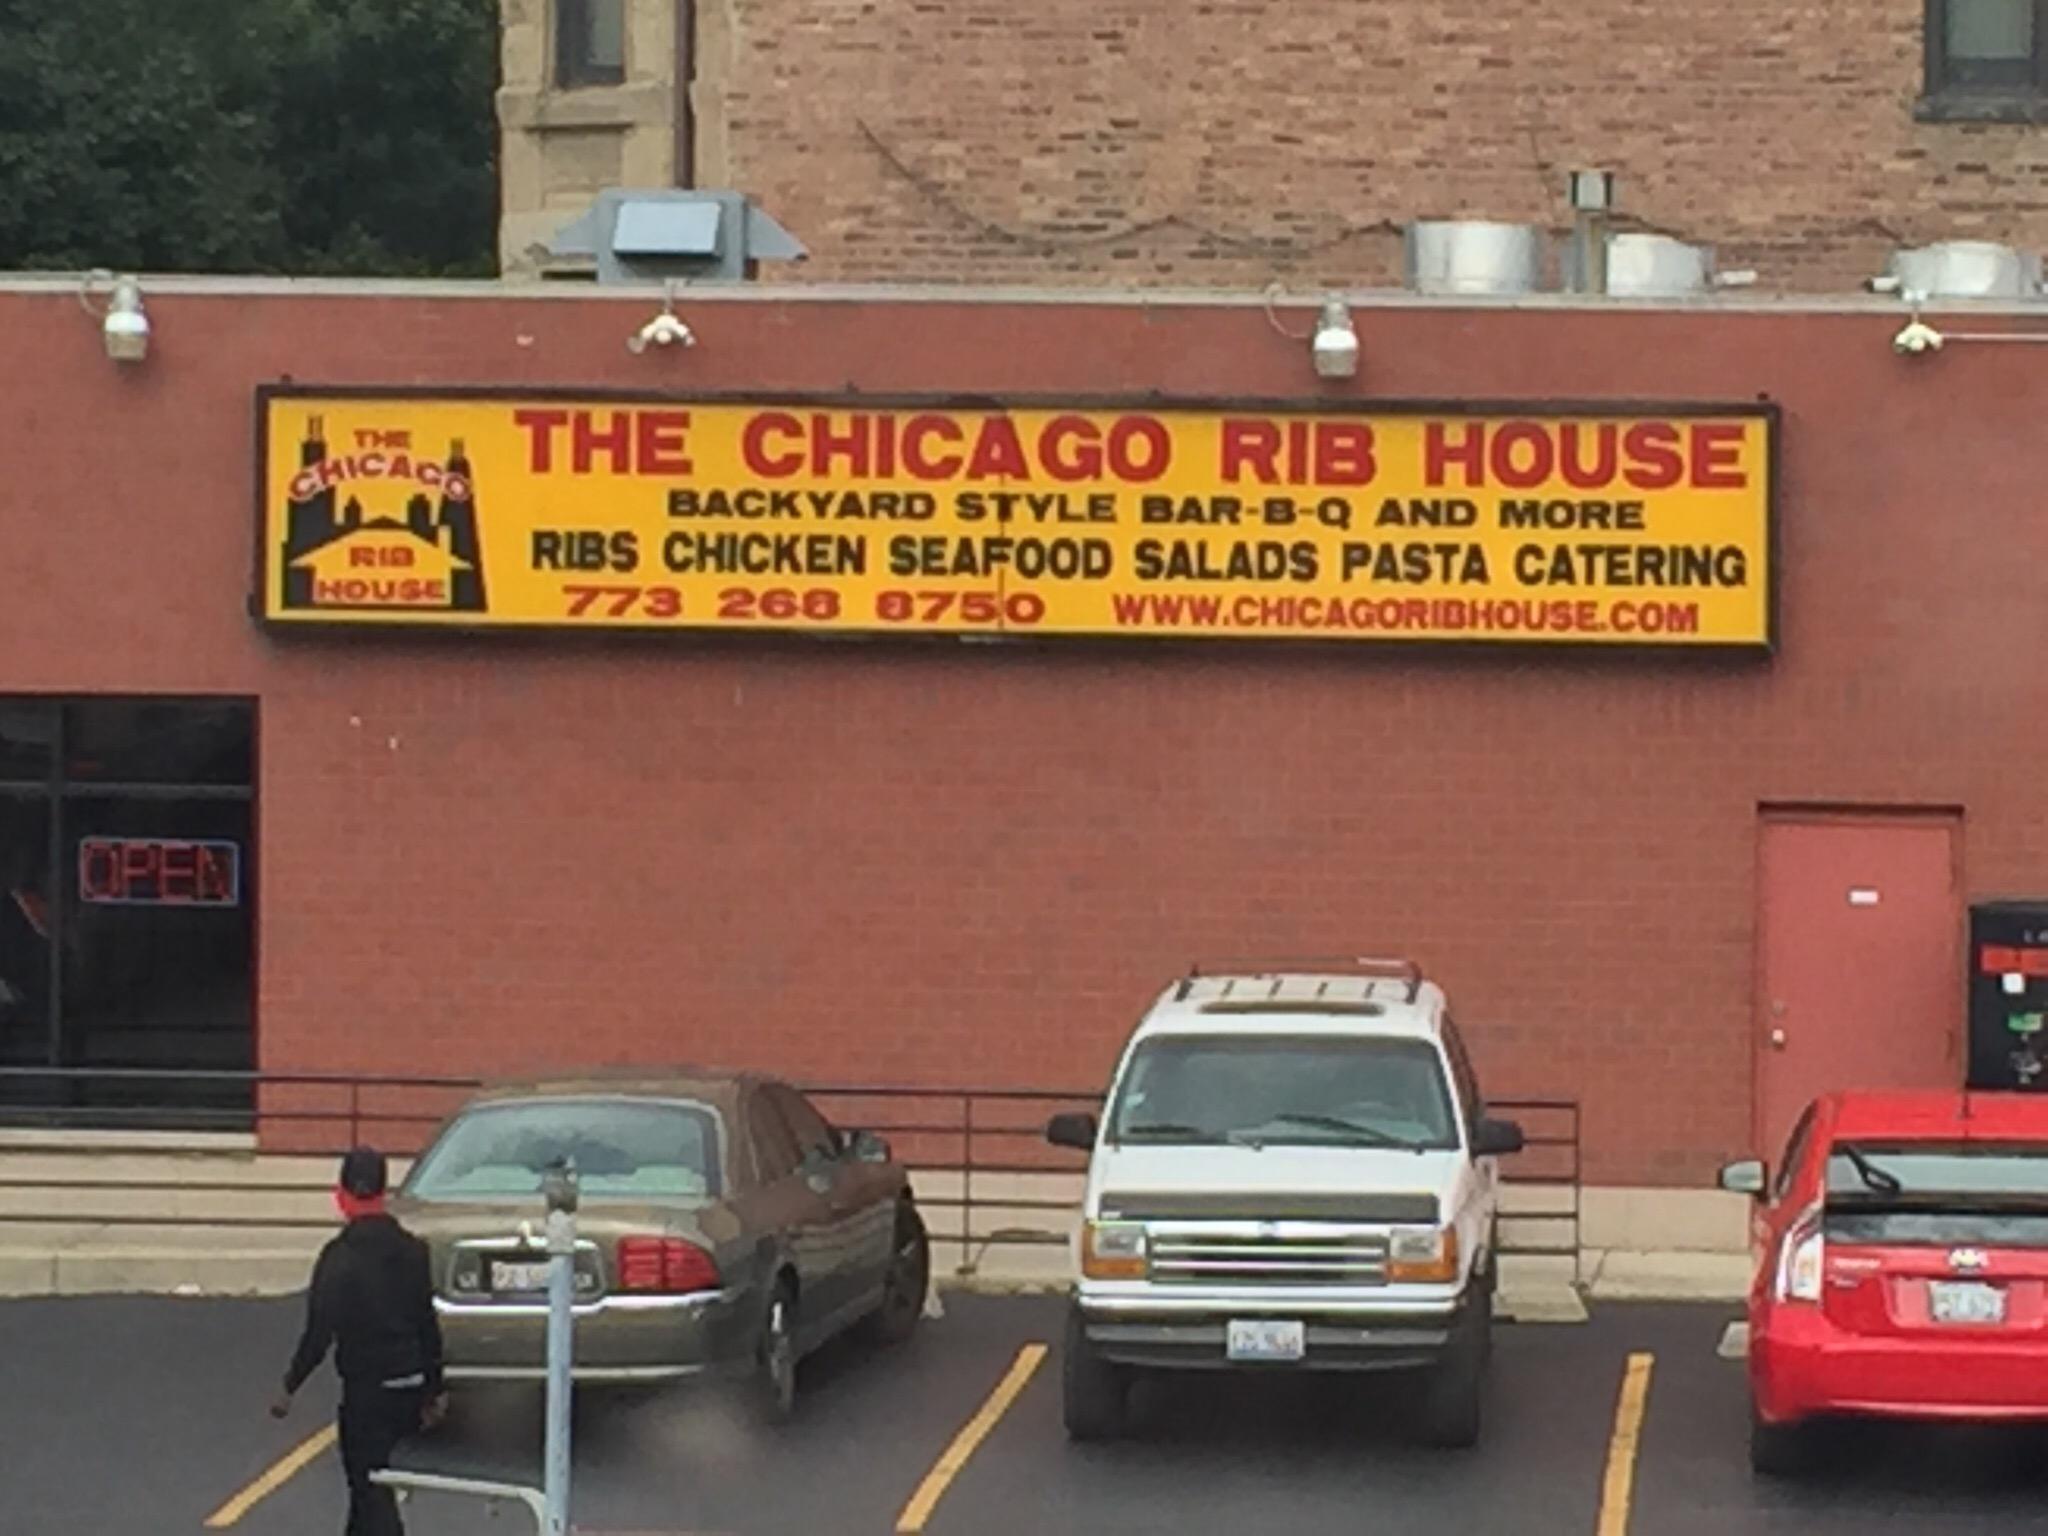 THE
CHICAGO
RIB
HOUSE
THE CHICAGO RIB HOUSE
BACKYARD STYLE BAR-B-Q AND MORE
RIBS CHICKEN SEAFOOD SALADS PASTA CATERING
773 268 8750 WWW.CHICAGORIBHOUSE.COM
OPEN